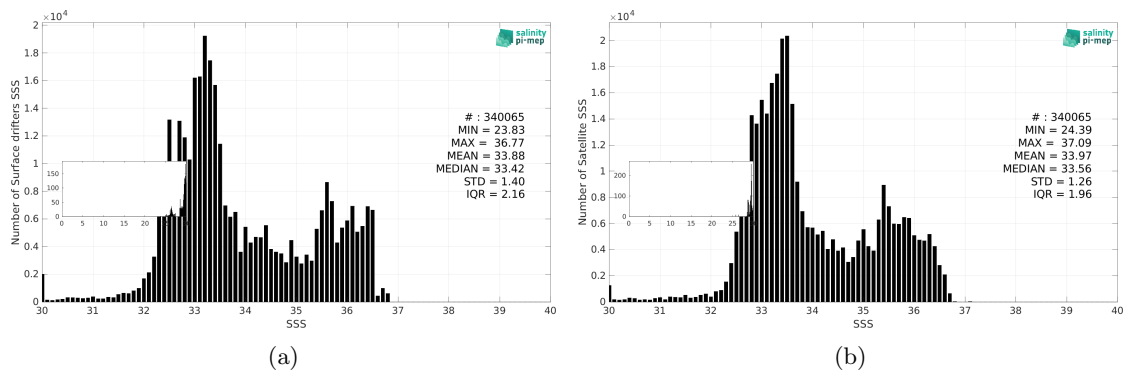 ×10⁴
2
1.8
1.6
1.4
1.2
1
0.8
0.6
0.4
0.2
0
Number of Surface drifters SSS
salinity
pi-mep
# : 340065
MIN = 23.83
MAX = 36.77
MEAN = 33.88
MEDIAN = 33.42
STD = 1.40
IQR = 2.16
150
100
50
0
0 5 10 15 20 25
30 31 32 33 34 35 36 37 38 39 40
SSS
(a)
×10⁴
2
1.8
1.6
1.4
1.2
1
0.8
0.6
0.4
0.2
0
Number of Satellite SSS
salinity
pi-mep
# : 340065
MIN = 24.39
MAX = 37.09
MEAN = 33.97
MEDIAN = 33.56
STD = 1.26
IQR = 1.96
200
100
0
0 5 10 15 20 25
30 31 32 33 34 35 36 37 38 39 40
SSS
(b)